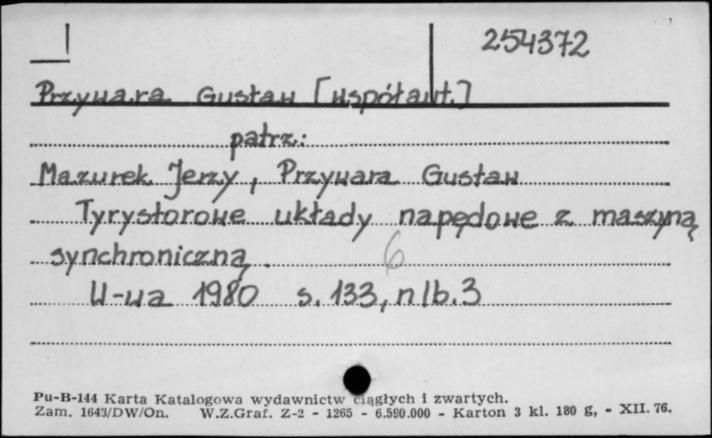 254372
Przywara Gustaw [współaut.]
patrz:
Mazurek Jerzy, Przywara Gustaw
Tyrystorowe układy napędowe z maszyną
synchroniczną.
6
W-wa 1980 s. 133, nlb. 3
Pu-B-144 Karta Katalogowa wydawnictw ciągłych i zwartych.
Zam. 1643/DW/On. W.Z.Graf. Z-2 - 1265 - 6.590.000 - Karton 3 kl. 180 g, - XII. 76.